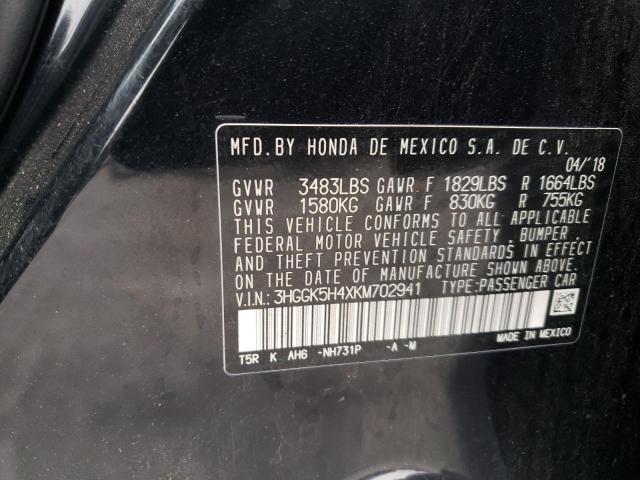 MFD. BY HONDA DE MEXICO S.A. DE C.V.
04/'18
GVWR 3483LBS GAWR F 1829LBS R 1664LBS
GVWR 1580KG GAWR F 830KG R 755KG
THIS VEHICLE CONFORMS TO ALL APPLICABLE
FEDERAL MOTOR VEHICLE SAFETY, BUMPER,
AND THEFT PREVENTION STANDARDS IN EFFECT
ON THE DATE OF MANUFACTURE SHOWN ABOVE.
V.I.N.: 3HGGK5H4XKM702941 TYPE:PASSENGER CAR
T5R K AH6 -NH731P -A -M MADE IN MEXICO